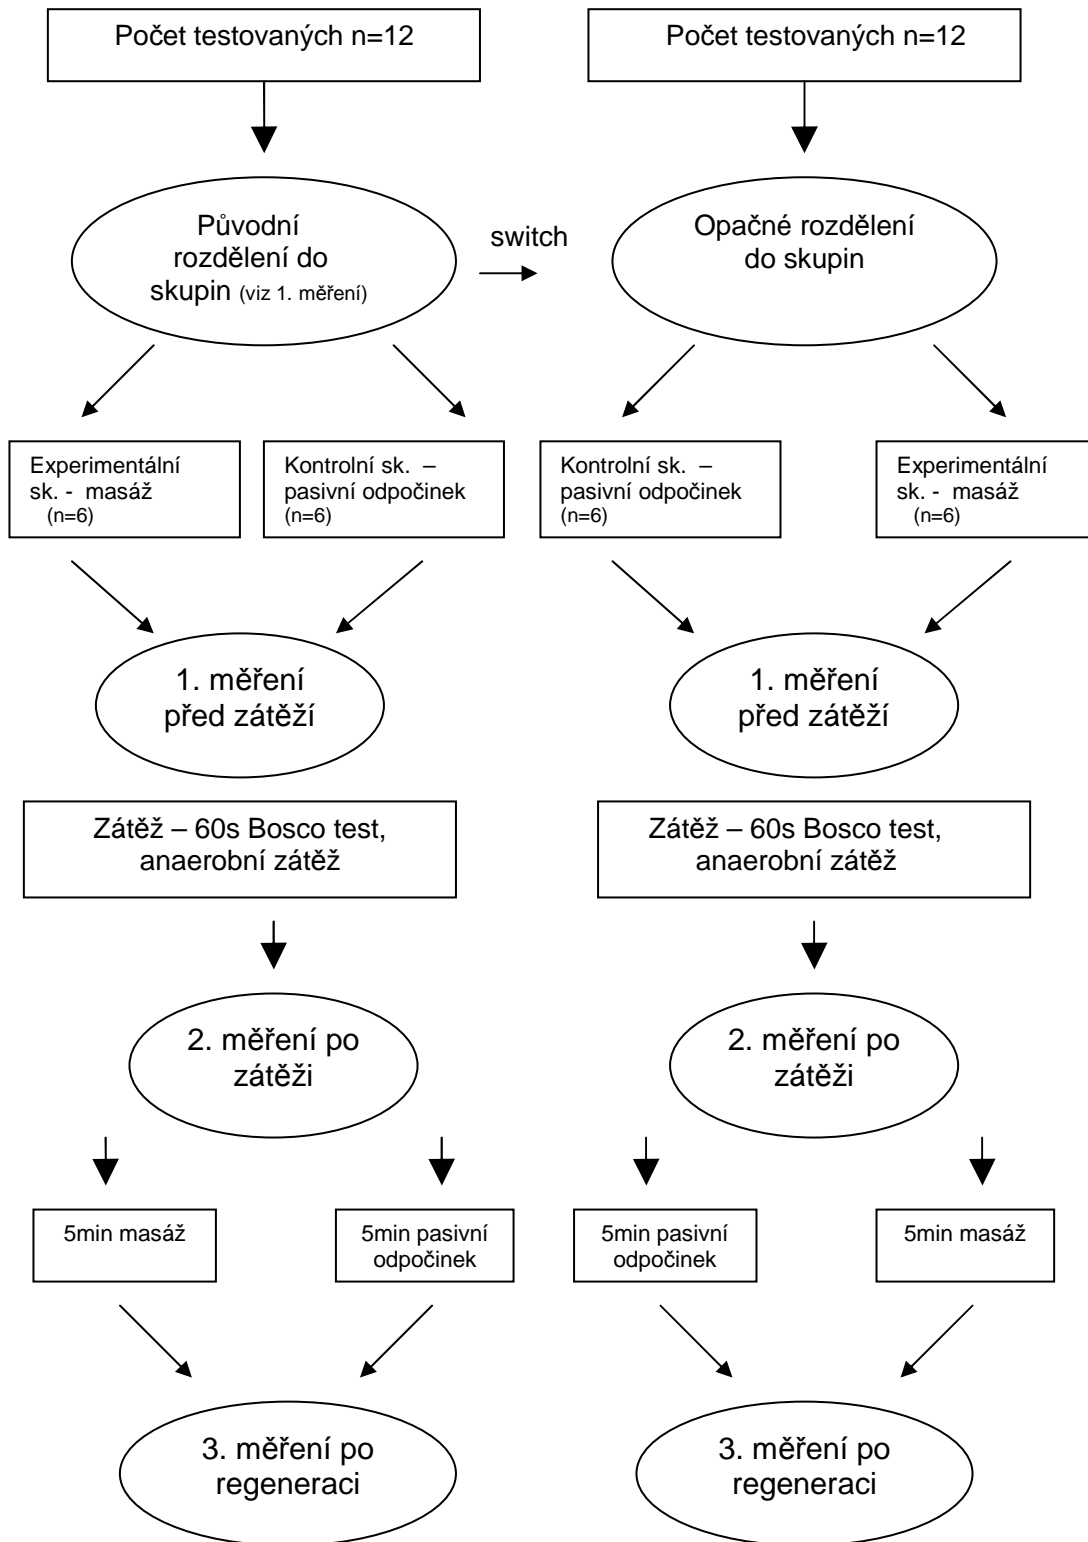 Počet testovaných n=12
Počet testovaných n=12
Původní
rozdělení do
skupin (viz 1. měření)
switch
Opačné rozdělení
do skupin
Experimentální
sk. - masáž
(n=6)
Kontrolní sk. –
pasivní odpočinek
(n=6)
Kontrolní sk. –
pasivní odpočinek
(n=6)
Experimentální
sk. - masáž
(n=6)
1. měření
před zátěží
1. měření
před zátěží
Zátěž – 60s Bosco test,
anaerobní zátěž
Zátěž – 60s Bosco test,
anaerobní zátěž
2. měření po
zátěži
2. měření po
zátěži
5min masáž
5min pasivní
odpočinek
5min pasivní
odpočinek
5min masáž
3. měření po
regeneraci
3. měření po
regeneraci